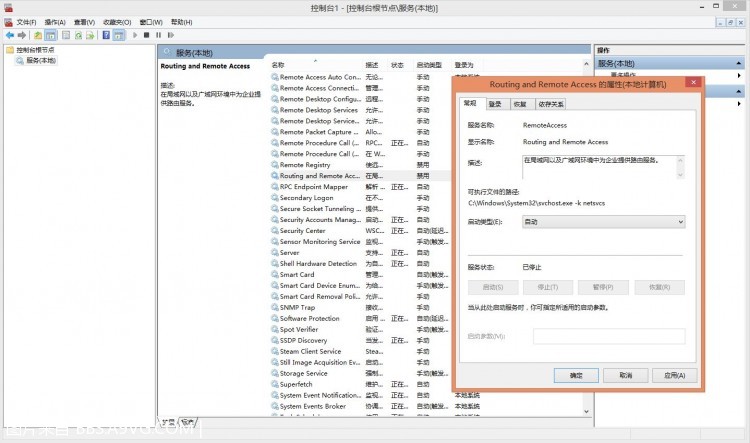 控制台1 - [控制台根节点\服务(本地)]
文件(F) 操作(A) 查看(V) 收藏夹(O) 窗口(W) 帮助(H)
控制台根节点
服务(本地)
服务(本地)
Routing and Remote Access
描述:
在局域网以及广域网环境中为企业提供路由服务。
名称 描述 状态 启动类型 登录为
Remote Access Auto Con... 无论... 手动
Remote Access Connecti... 管理... 手动
Remote Desktop Configu... 远程... 手动
Remote Desktop Services 允许... 手动
Remote Desktop Services ... 允许... 手动
Remote Packet Capture ... Allo... 手动
Remote Procedure Call (... RPC... 正在... 自动
Remote Procedure Call (... 在 W... 手动
Remote Registry 使远... 禁用
Routing and Remote Acc... 在局... 禁用
RPC Endpoint Mapper 解析... 正在... 自动
Secondary Logon 在不... 手动
Secure Socket Tunneling ... 提供... 手动
Security Accounts Manag... 启动... 正在... 自动
Security Center WSC... 正在... 自动(延迟...
Sensor Monitoring Service 监视... 手动(触发...
Server 支持... 正在... 自动
Shell Hardware Detection 为自... 正在... 自动
Smart Card 管理... 自动(触发...
Smart Card Device Enum... 为给... 手动(触发...
Smart Card Removal Poli... 允许... 手动
SNMP Trap 接收... 手动
Software Protection 启用... 正在... 自动(延迟...
Spot Verifier 验证... 手动(触发...
SSDP Discovery 当发... 正在... 手动
Steam Client Service Stea... 手动
Still Image Acquisition Ev... 启动... 手动
Storage Service 强制... 手动(触发...
Superfetch 维护... 正在... 自动
System Event Notification... 监视... 正在... 自动 本地系统
System Events Broker 协调... 正在... 自动(触发... 本地系统
扩展 标准
操作
服务(本地)
更多操作
Routing and Remote Access 的属性(本地计算机)
常规 登录 恢复 依存关系
服务名称: RemoteAccess
显示名称: Routing and Remote Access
描述: 在局域网以及广域网环境中为企业提供路由服务。
可执行文件的路径:
C:\Windows\System32\svchost.exe -k netsvcs
启动类型(E): 自动
服务状态: 已停止
启动(S) 停止(T) 暂停(P) 恢复(R)
当从此处启动服务时，你可指定所适用的启动参数。
启动参数(M):
确定 取消 应用(A)